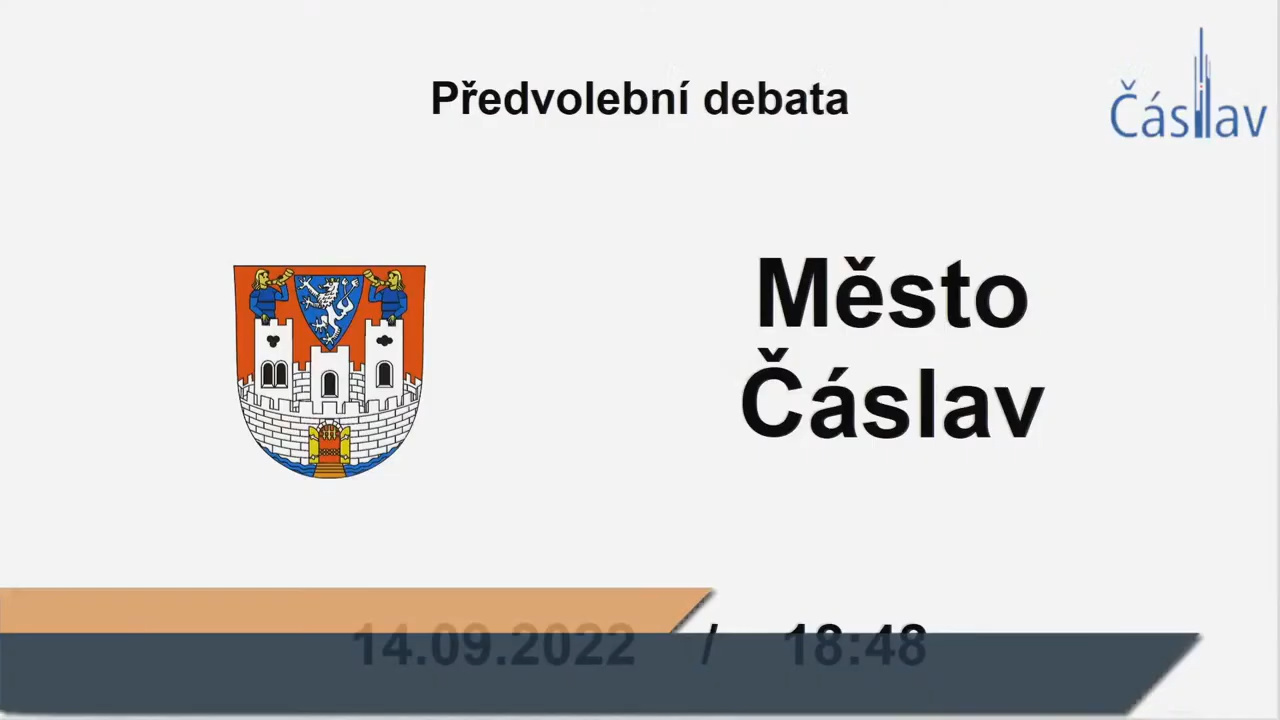 Předvolební debata
Čáslav
Město
Čáslav
14.09.2022 / 18:48